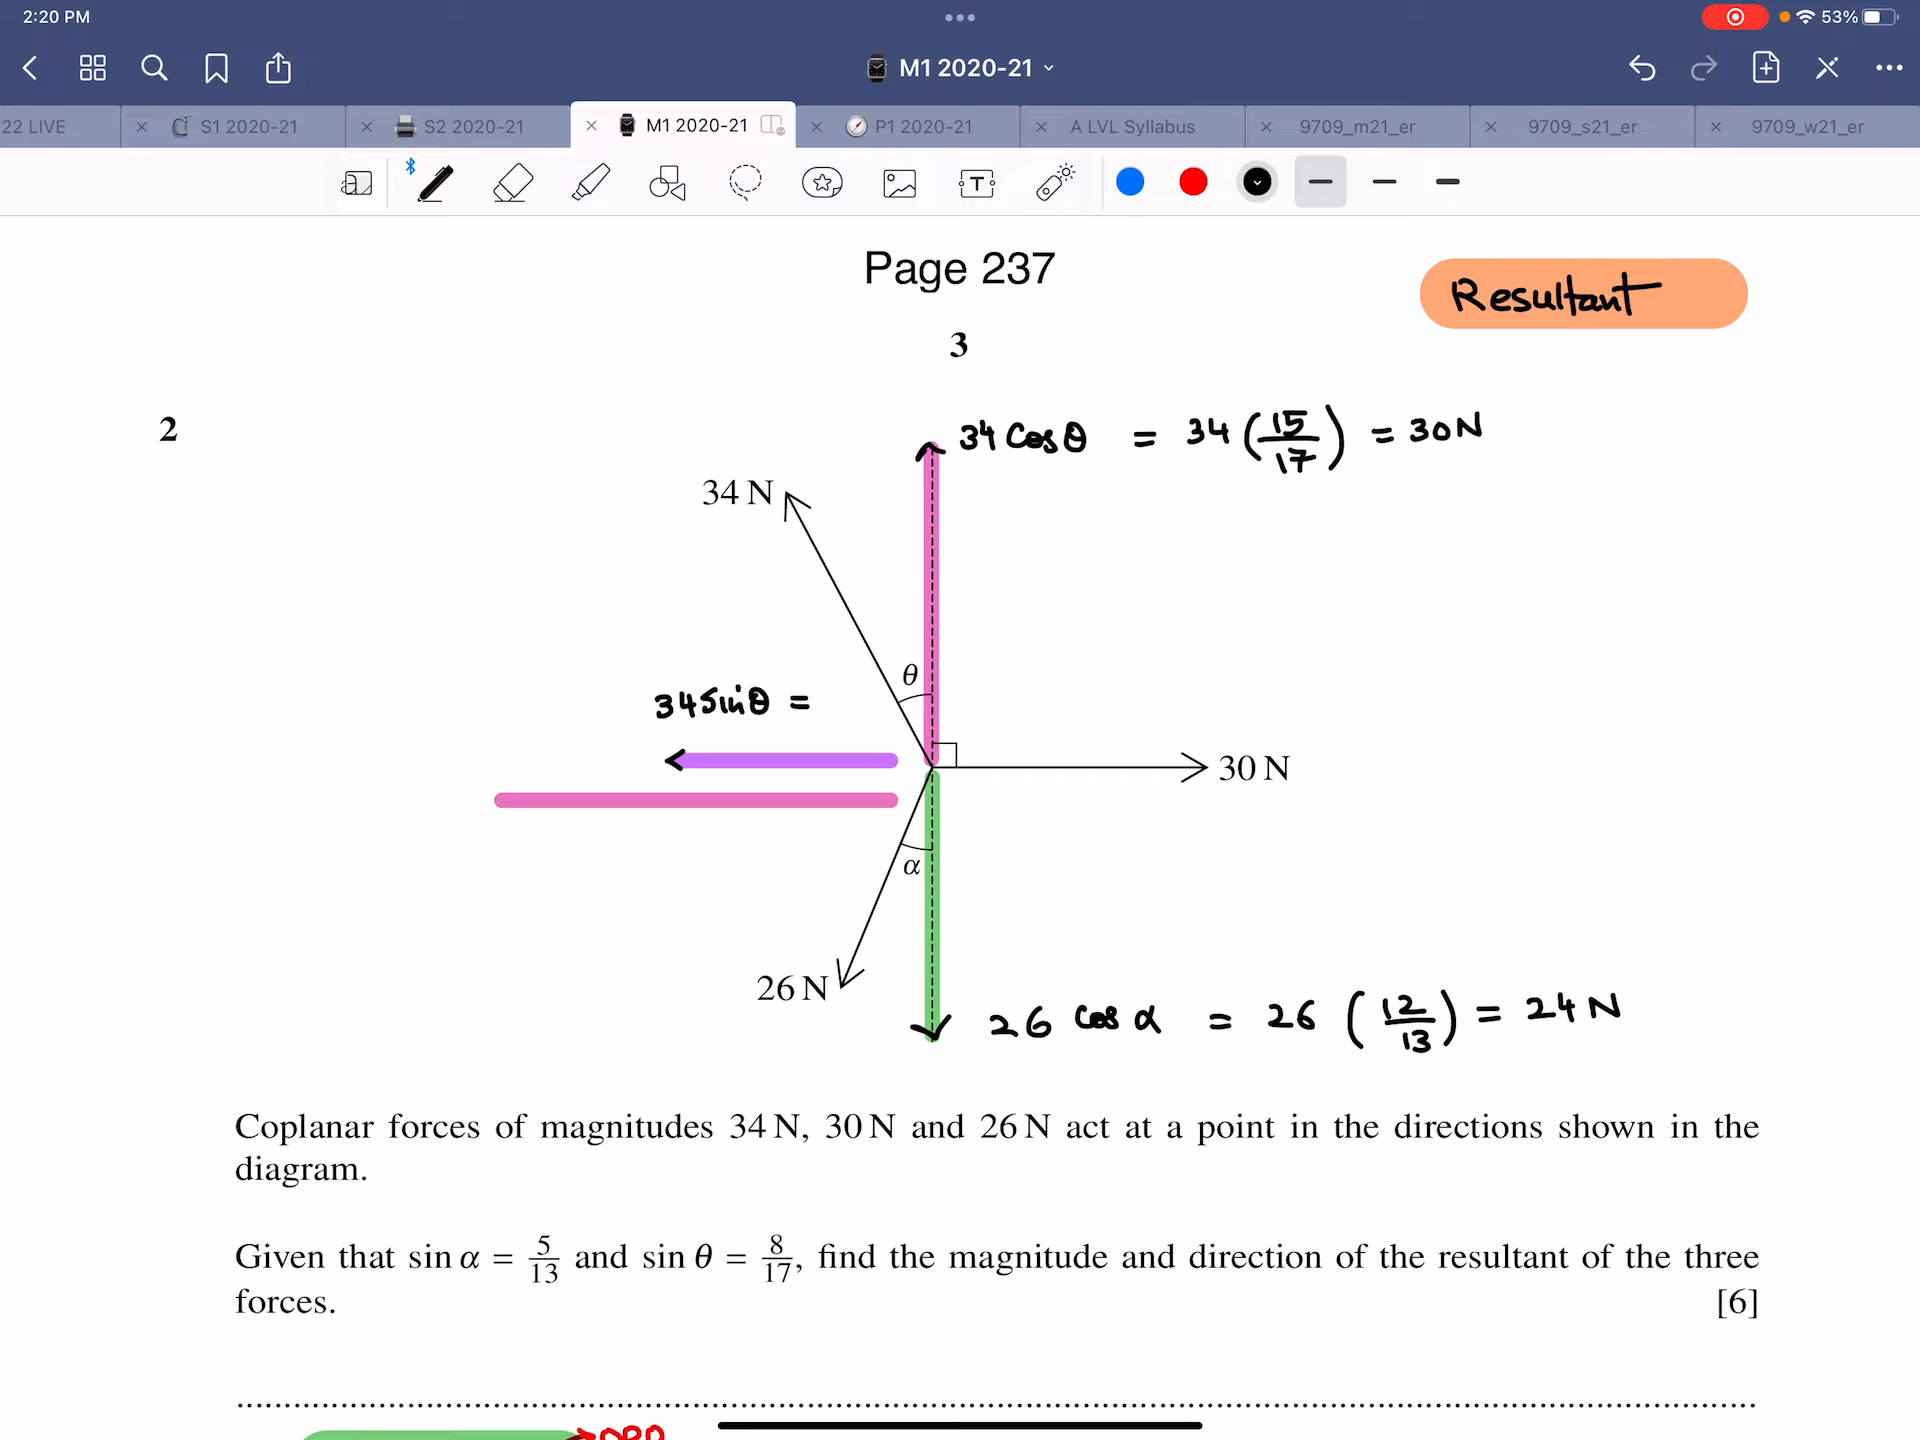 2:20 PM
53%
M1 2020-21
22 LIVE
S1 2020-21
S2 2020-21
M1 2020-21
P1 2020-21
A LVL Syllabus
9709_m21_er
9709_s21_er
9709_w21_er
Page 237
Resultant
3
2
34 Cos θ = 34 (15/17) = 30N
34 N
θ
34 Sin θ =
30 N
α
26 N
26 cos α = 26 (12/13) = 24 N
Coplanar forces of magnitudes 34 N, 30 N and 26 N act at a point in the directions shown in the
diagram.
Given that sin α = 5/13 and sin θ = 8/17, find the magnitude and direction of the resultant of the three
forces. [6]